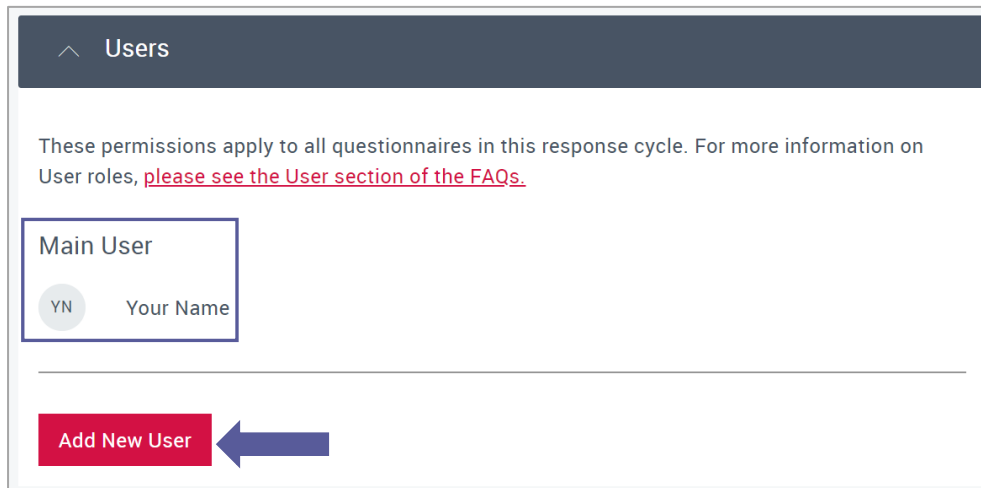 Users
These permissions apply to all questionnaires in this response cycle. For more information on
User roles, please see the User section of the FAQs.
Main User
YN Your Name
Add New User